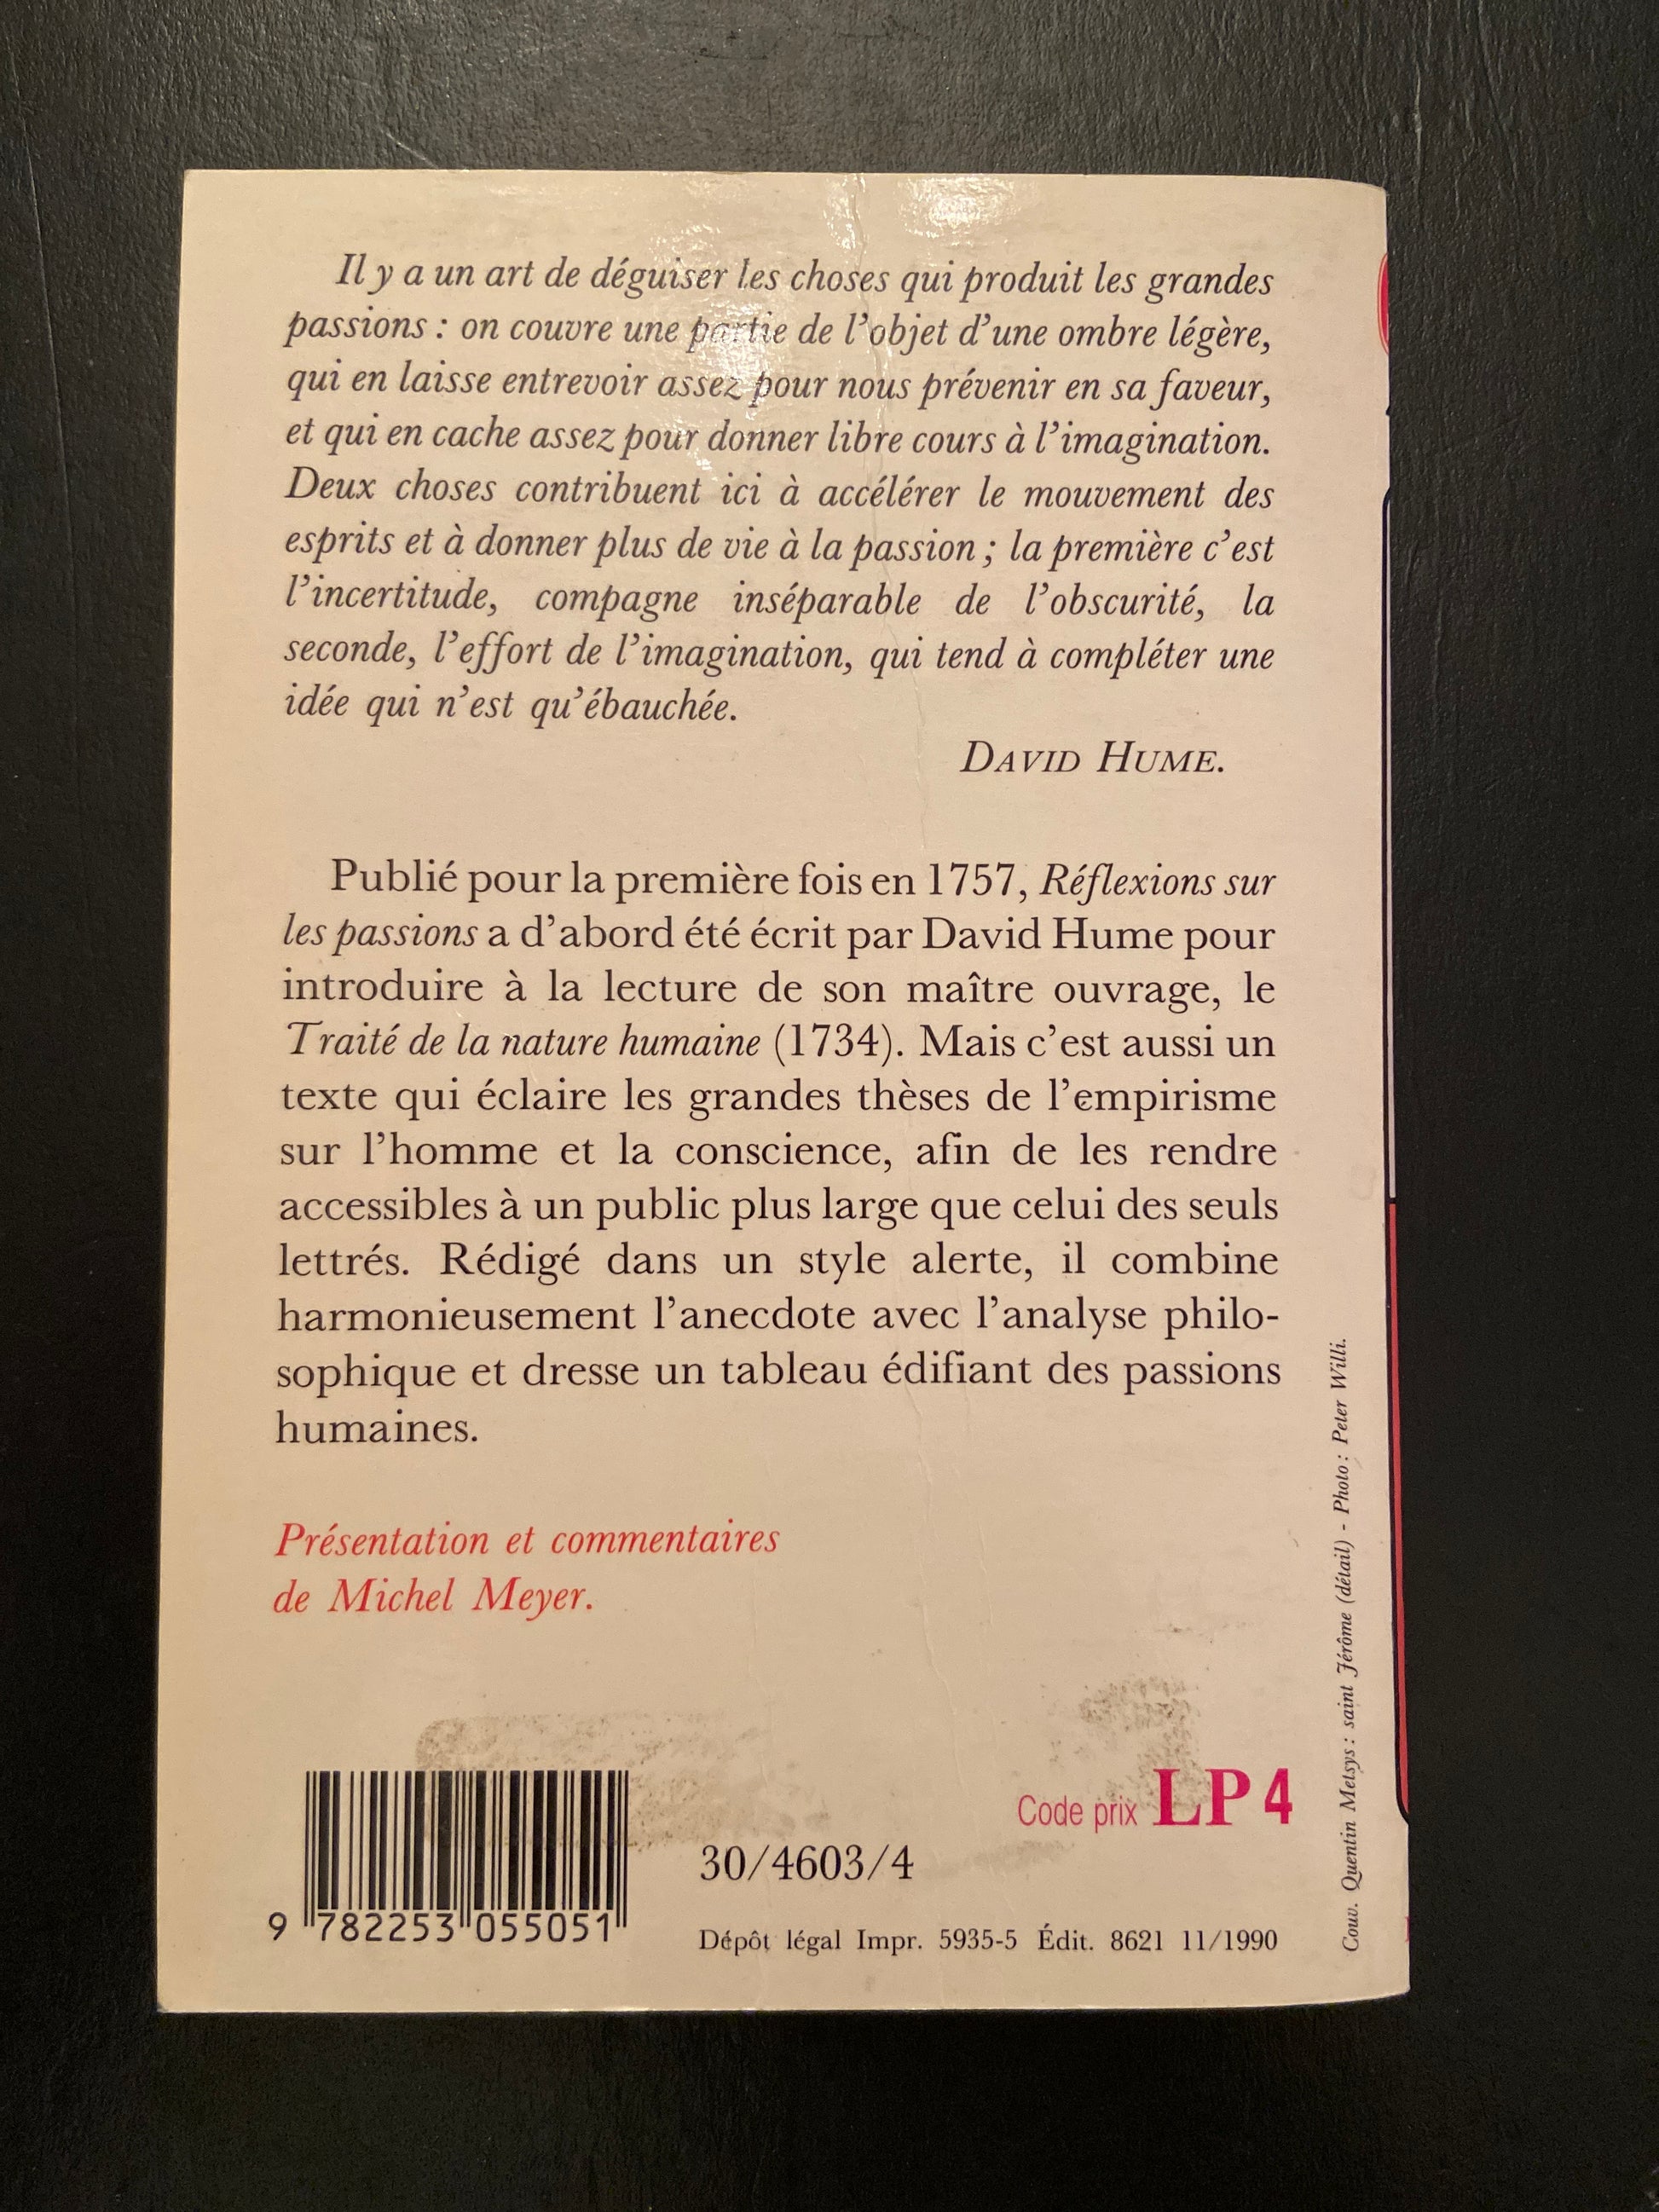 Il y a un art de déguiser les choses qui produit les grandes
passions : on couvre une partie de l'objet d'une ombre légère,
qui en laisse entrevoir assez pour nous prévenir en sa faveur,
et qui en cache assez pour donner libre cours à l'imagination.
Deux choses contribuent ici à accélérer le mouvement des
esprits et à donner plus de vie à la passion ; la première c'est
l'incertitude, compagne inséparable de l'obscurité, la
seconde, l'effort de l'imagination, qui tend à compléter une
idée qui n'est qu'ébauchée.
DAVID HUME.
Publié pour la première fois en 1757, Réflexions sur
les passions a d'abord été écrit par David Hume pour
introduire à la lecture de son maître ouvrage, le
Traité de la nature humaine (1734). Mais c'est aussi un
texte qui éclaire les grandes thèses de l'empirisme
sur l'homme et la conscience, afin de les rendre
accessibles à un public plus large que celui des seuls
lettrés. Rédigé dans un style alerte, il combine
harmonieusement l'anecdote avec l'analyse philo-
sophique et dresse un tableau édifiant des passions
humaines.
Présentation et commentaires
de Michel Meyer.
Code prix LP 4
30/4603/4
9 782253 055051
Dépôt légal Impr. 5935-5 Édit. 8621 11/1990
Couv. Quentin Metsys : saint Jérôme (détail) - Photo : Peter Willi.